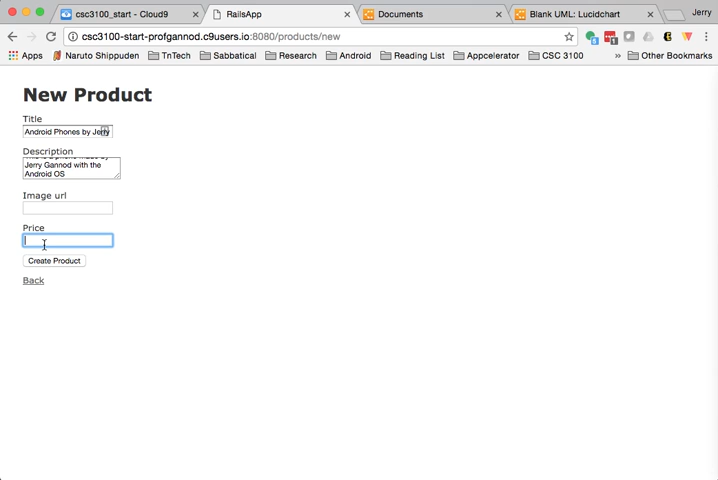 csc3100_start - Cloud9
RailsApp
Documents
Blank UML: Lucidchart
Jerry
csc3100-start-profgannod.c9users.io:8080/products/new
Apps
Naruto Shippuden
TnTech
Sabbatical
Research
Android
Reading List
Appcelerator
CSC 3100
»
Other Bookmarks
New Product
Title
Android Phones by Jerry
Description
Jerry Gannod with the
Android OS
Image url
Price
Create Product
Back